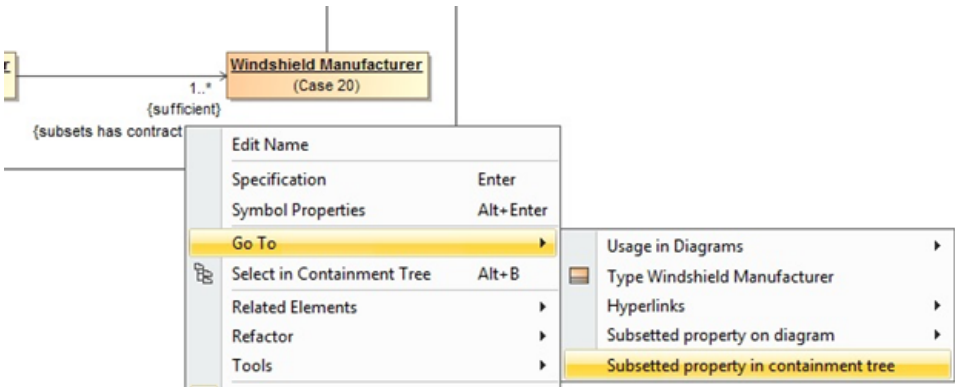 r
Windshield Manufacturer
(Case 20)
1..*
{sufficient}
{subsets has contract
Edit Name
Specification Enter
Symbol Properties Alt+Enter
Go To
Select in Containment Tree Alt+B
Related Elements
Refactor
Tools
Usage in Diagrams
Type Windshield Manufacturer
Hyperlinks
Subsetted property on diagram
Subsetted property in containment tree